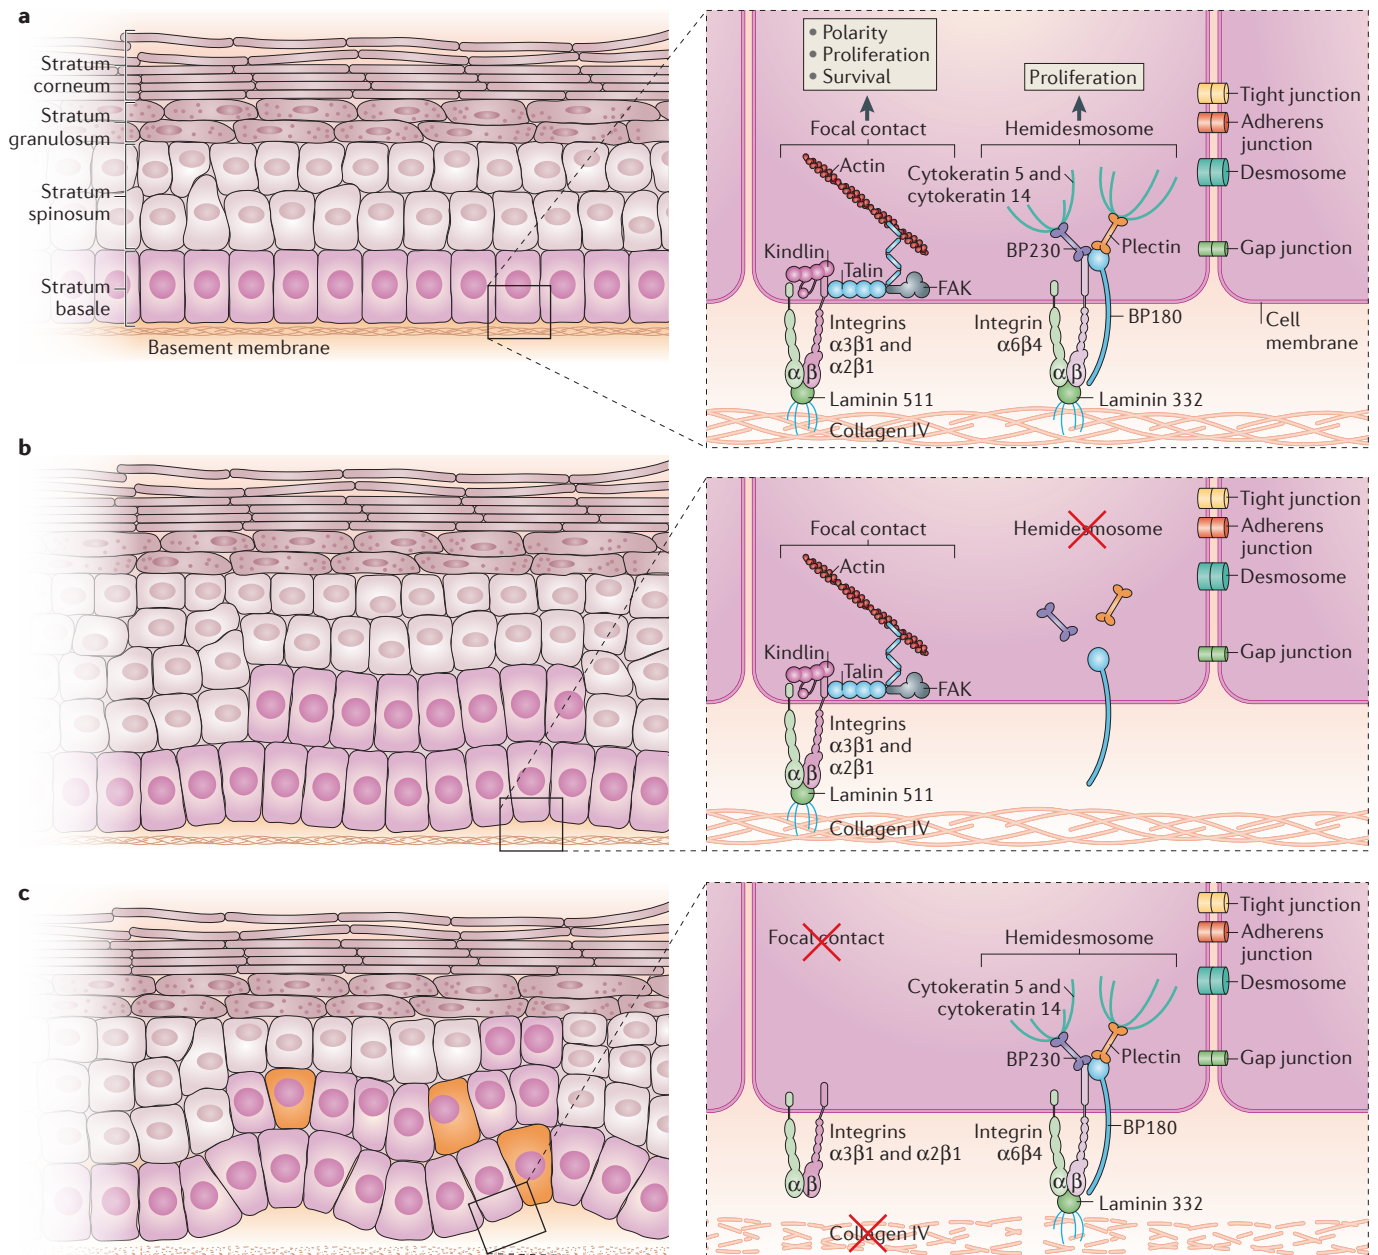 a
Stratum
corneum
Stratum
granulosum
Stratum
spinosum
Stratum
basale
Basement membrane
• Polarity
• Proliferation
• Survival
Proliferation
Focal contact
Hemidesmosome
Actin
Cytokeratin 5 and
cytokeratin 14
Kindlin
Talin
FAK
BP230
Plectin
Integrins
α3β1 and
α2β1
Integrin
α6β4
BP180
α β
α β
Laminin 511
Laminin 332
Collagen IV
Tight junction
Adherens
junction
Desmosome
Gap junction
Cell
membrane
b
Focal contact
Hemidesmosome
Actin
Kindlin
Talin
FAK
Integrins
α3β1 and
α2β1
α β
Laminin 511
Collagen IV
Tight junction
Adherens
junction
Desmosome
Gap junction
c
Focal contact
Hemidesmosome
Cytokeratin 5 and
cytokeratin 14
BP230
Plectin
Integrins
α3β1 and α2β1
Integrin
α6β4
BP180
α β
α β
Laminin 332
Collagen IV
Tight junction
Adherens
junction
Desmosome
Gap junction